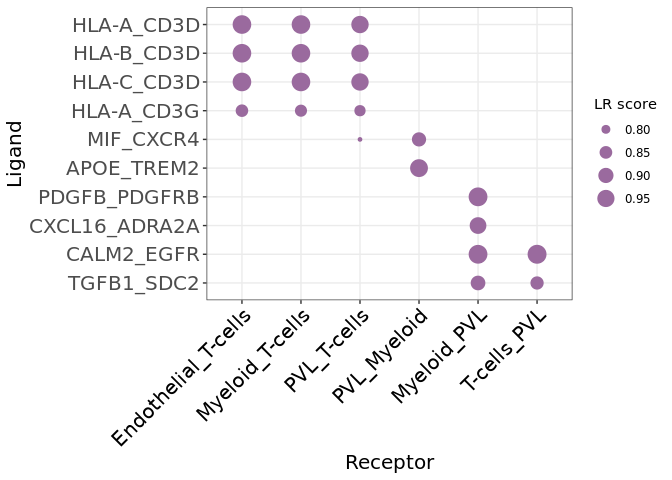 HLA-A_CD3D
HLA-B_CD3D
HLA-C_CD3D
HLA-A_CD3G
MIF_CXCR4
APOE_TREM2
PDGFB_PDGFRB
CXCL16_ADRA2A
CALM2_EGFR
TGFB1_SDC2
Ligand
Endothelial_T-cells
Myeloid_T-cells
PVL_T-cells
PVL_Myeloid
Myeloid_PVL
T-cells_PVL
Receptor
LR score
0.80
0.85
0.90
0.95